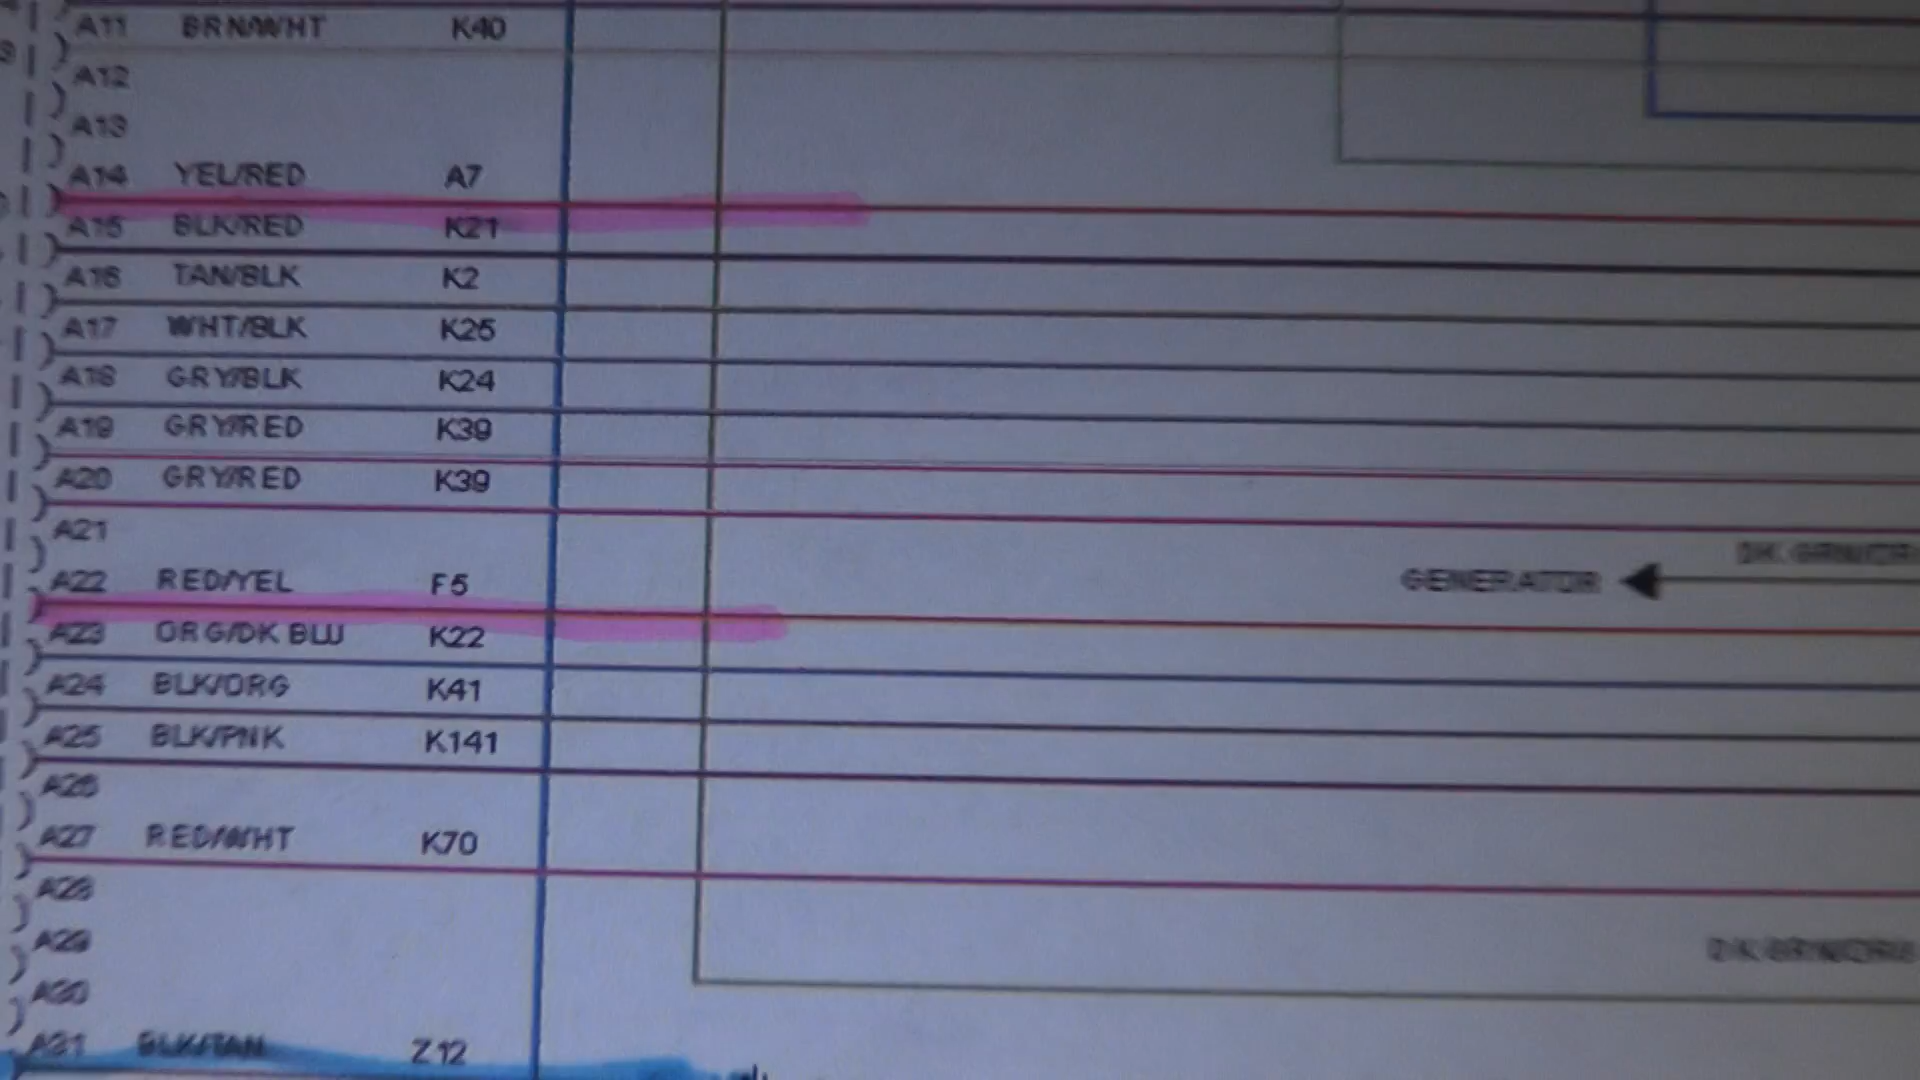 A11 BRN/WHT K40
A12
A13
A14 YEL/RED A7
A15 BLK/RED K21
A16 TAN/BLK K2
A17 WHT/BLK K25
A18 GRY/BLK K24
A19 GRY/RED K39
A20 GRY/RED K39
A21
A22 RED/YEL F5
GENERATOR
A23 ORG/DK BLU K22
A24 BLK/ORG K41
A25 BLK/PNK K141
A26
A27 RED/WHT K70
A28
A29
A30
A31 BLK/TAN Z12